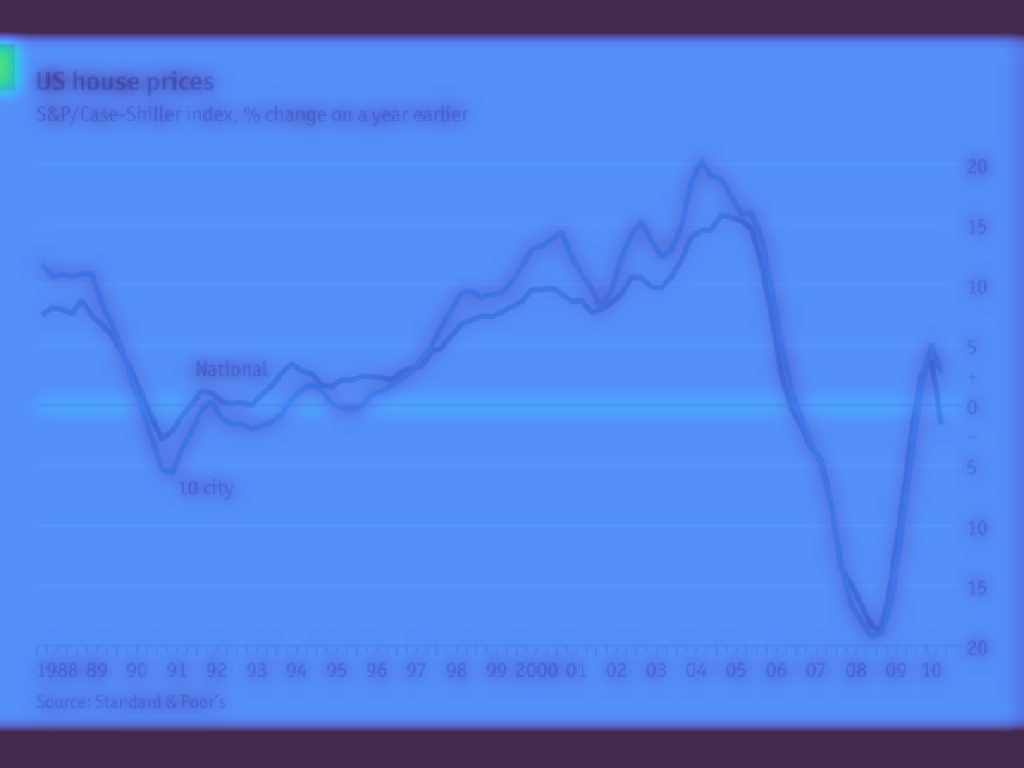 US house prices
S&P/Case-Shiller index, % change on a year earlier
20
15
10
5
+
0
–
5
10
15
20
National
10 city
1988 89 90 91 92 93 94 95 96 97 98 99 2000 01 02 03 04 05 06 07 08 09 10
Source: Standard & Poor's